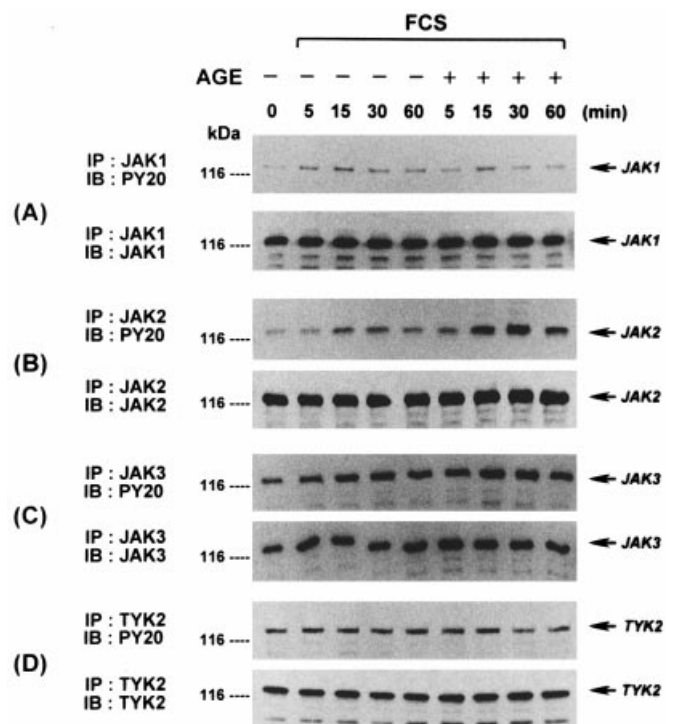 FCS
AGE – – – – – + + + +
0 5 15 30 60 5 15 30 60 (min)
kDa
(A)
IP : JAK1
IB : PY20
116 ----
JAK1
IP : JAK1
IB : JAK1
116 ----
JAK1
(B)
IP : JAK2
IB : PY20
116 ----
JAK2
IP : JAK2
IB : JAK2
116 ----
JAK2
(C)
IP : JAK3
IB : PY20
116 ----
JAK3
IP : JAK3
IB : JAK3
116 ----
JAK3
(D)
IP : TYK2
IB : PY20
116 ----
TYK2
IP : TYK2
IB : TYK2
116 ----
TYK2